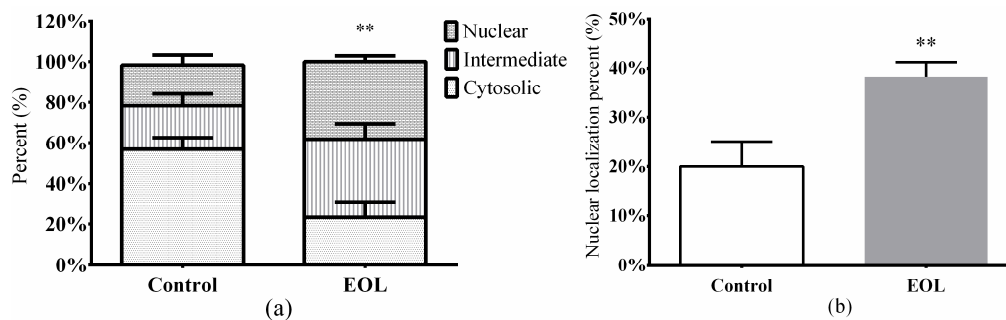 120%
100%
80%
60%
40%
20%
0%
Percent (%)
**
Nuclear
Intermediate
Cytosolic
Control
EOL
(a)
50%
40%
30%
20%
10%
0%
Nuclear localization percent (%)
**
Control
EOL
(b)